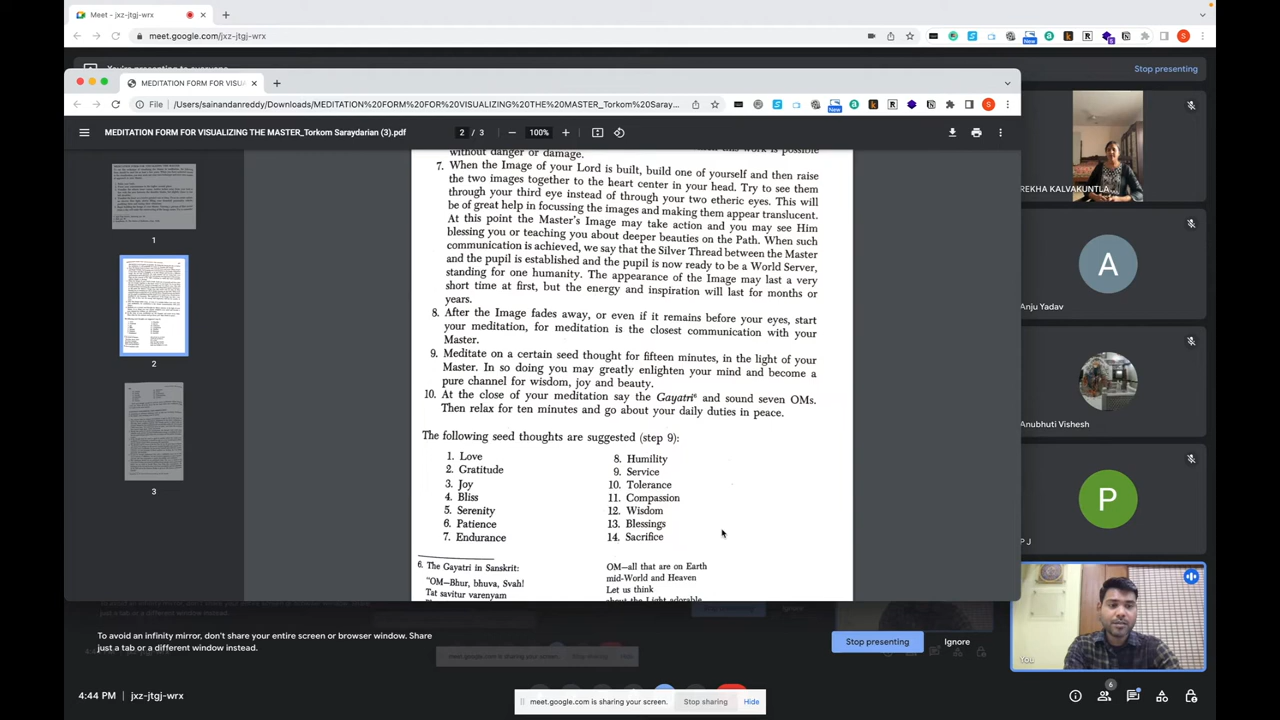 Meet - jxz-jtgj-wrx
meet.google.com/jxz-jtgj-wrx
New
S
You're presenting to everyone
Stop presenting
MEDITATION FORM FOR VISUA
File
/Users/sainandanreddy/Downloads/MEDITATION%20FORM%20FOR%20VISUALIZING%20THE%20MASTER_Torkom%20Saray...
New
S
MEDITATION FORM FOR VISUALIZING THE MASTER_Torkom Saraydarian (3).pdf
2 / 3
100%
1
2
3
without danger or damage.
7. When the Image of your Lord is built, build one of yourself and then raise
the two images together to the heart center in your head. Try to see them
through your third eye instead of through your two etheric eyes. This will
be of great help in focussing the images and making them appear translucent.
At this point the Master's Image may take action and you may see Him
blessing you or teaching you about deeper beauties on the Path. When such
communication is achieved, we say that the Silver Thread between the Master
and the pupil is established and the pupil is now ready to be a World Server,
standing for one humanity. The appearance of the Image may last a very
short time at first, but the energy and inspiration will last for months or
years.
8. After the Image fades away, or even if it remains before your eyes, start
your meditation, for meditation is the closest communication with your
Master.
9. Meditate on a certain seed thought for fifteen minutes, in the light of your
Master. In so doing you may greatly enlighten your mind and become a
pure channel for wisdom, joy and beauty.
10. At the close of your meditation say the Gayatri⁶ and sound seven OMs.
Then relax for ten minutes and go about your daily duties in peace.
The following seed thoughts are suggested (step 9):
1. Love
2. Gratitude
3. Joy
4. Bliss
5. Serenity
6. Patience
7. Endurance
8. Humility
9. Service
10. Tolerance
11. Compassion
12. Wisdom
13. Blessings
14. Sacrifice
6. The Gayatri in Sanskrit:
"OM—Bhur, bhuva, Svah!
Tat savitur varenyam
OM—all that are on Earth
mid-World and Heaven
Let us think
about the Light adorable
REKHA KALVAKUNTLA
A
Anju Yadav
Anubhuti Vishesh
P
P J
You
To avoid an infinity mirror, don't share your entire screen or browser window. Share
just a tab or a different window instead.
Stop presenting
Ignore
4:44 PM
jxz-jtgj-wrx
meet.google.com is sharing your screen.
Stop sharing
Hide
6